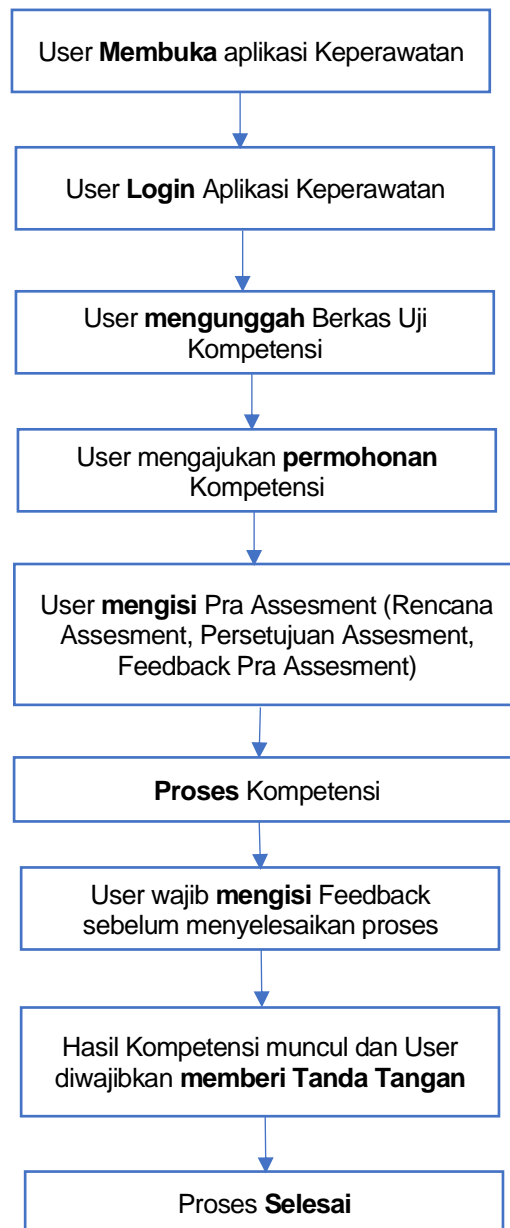 User Membuka aplikasi Keperawatan
User Login Aplikasi Keperawatan
User mengunggah Berkas Uji
Kompetensi
User mengajukan permohonan
Kompetensi
User mengisi Pra Assesment (Rencana
Assesment, Persetujuan Assesment,
Feedback Pra Assesment)
Proses Kompetensi
User wajib mengisi Feedback
sebelum menyelesaikan proses
Hasil Kompetensi muncul dan User
diwajibkan memberi Tanda Tangan
Proses Selesai